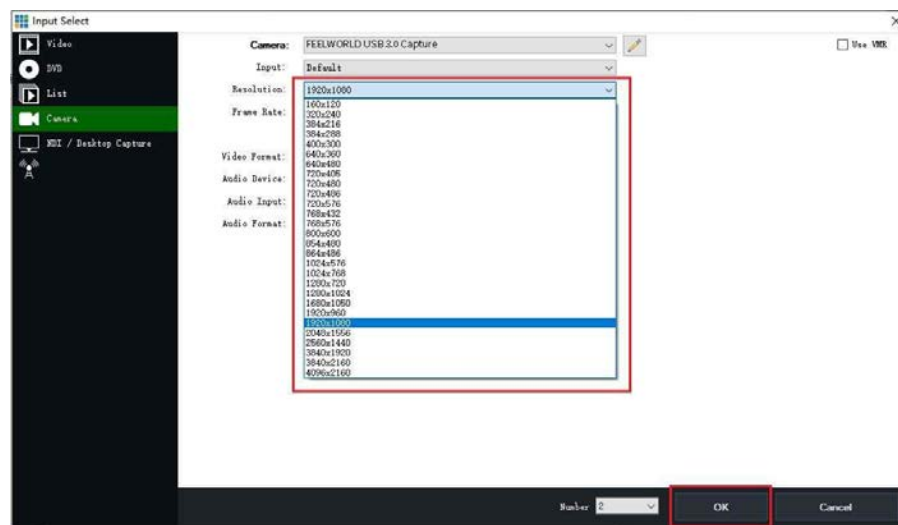 Input Select
Video
DVD
List
Camera
NDI / Desktop Capture
Camera: FEELWORLD USB 3.0 Capture
Use VMR
Input: Default
Resolution: 1920x1080
Frame Rate:
Video Format:
Audio Device:
Audio Input:
Audio Format:
160x120
320x240
384x216
384x288
400x300
640x360
640x480
720x405
720x480
720x486
720x576
768x432
768x576
800x600
854x480
864x486
1024x576
1024x768
1280x720
1280x1024
1680x1050
1920x960
1920x1080
2048x1556
2560x1440
3840x1920
3840x2160
4096x2160
Number 2
OK
Cancel